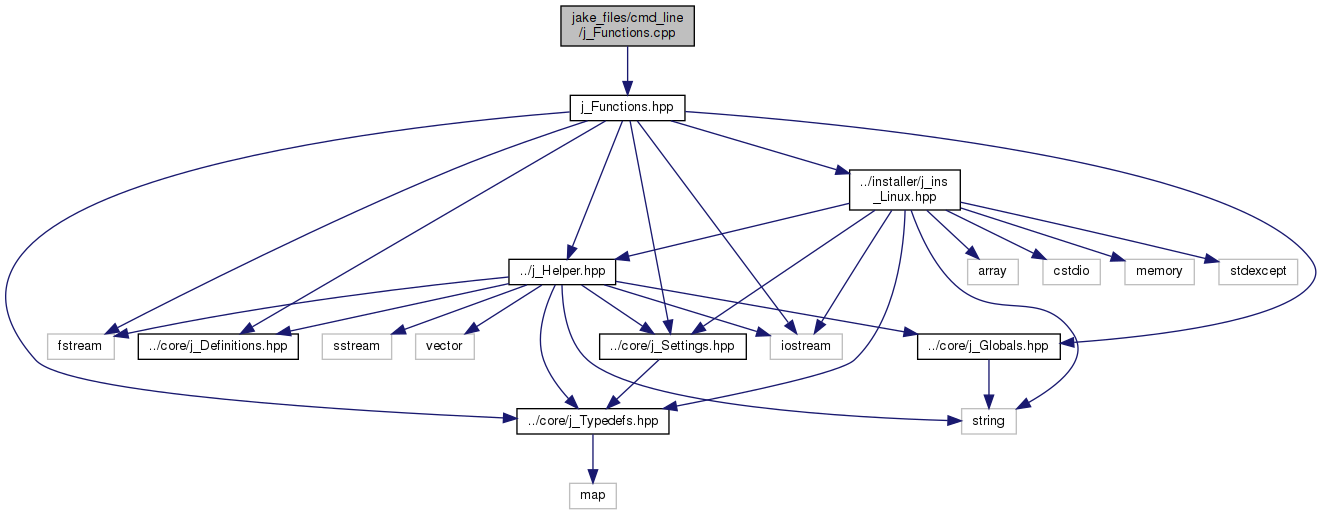 jake_files/cmd_line
/j_Functions.cpp
j_Functions.hpp
../installer/j_ins
_Linux.hpp
../j_Helper.hpp
array
cstdio
memory
stdexcept
fstream
../core/j_Definitions.hpp
sstream
vector
../core/j_Settings.hpp
iostream
../core/j_Globals.hpp
../core/j_Typedefs.hpp
string
map